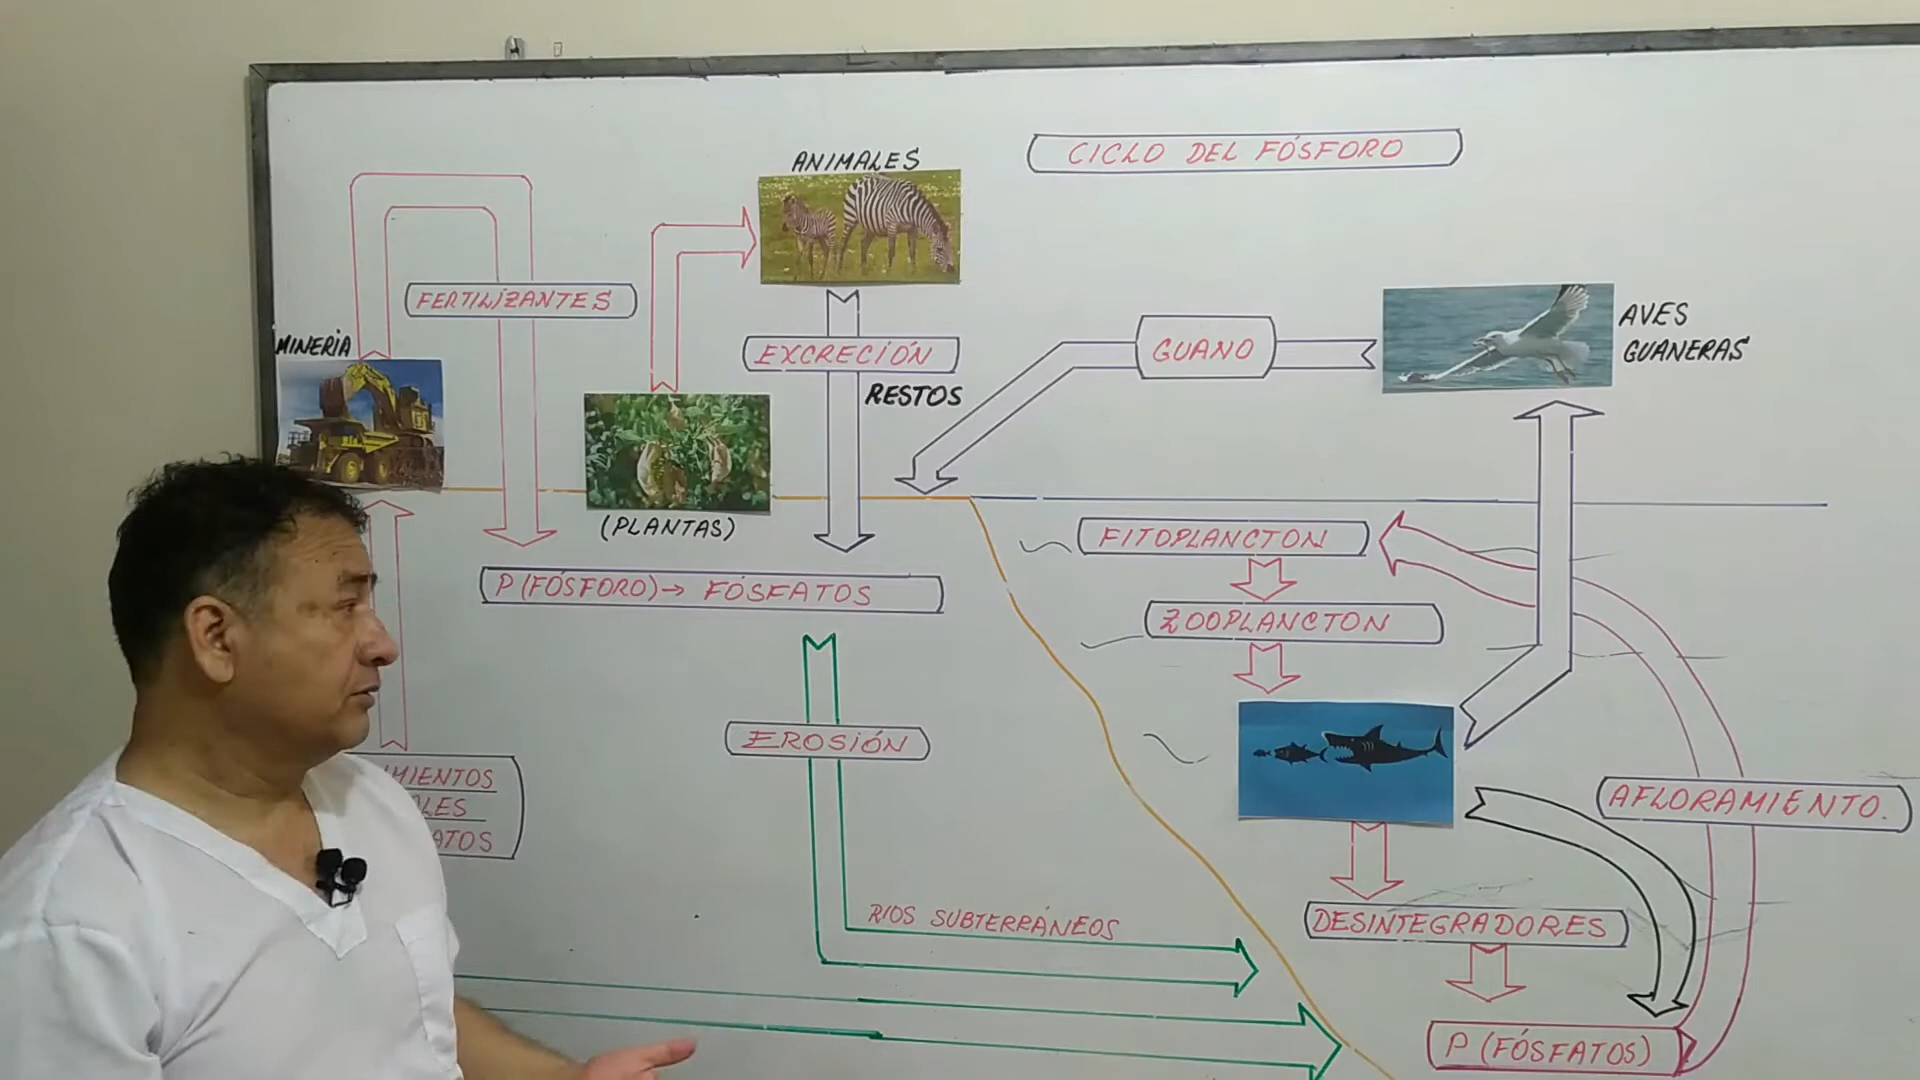 CICLO DEL FÓSFORO
ANIMALES
FERTILIZANTES
MINERIA
EXCRECIÓN
RESTOS
GUANO
AVES
GUANERAS
(PLANTAS)
P (FÓSFORO) → FÓSFATOS
FITOPLANCTON
ZOOPLANCTON
EROSIÓN
AFLORAMIENTO.
RIOS SUBTERRÁNEOS
DESINTEGRADORES
P (FÓSFATOS)